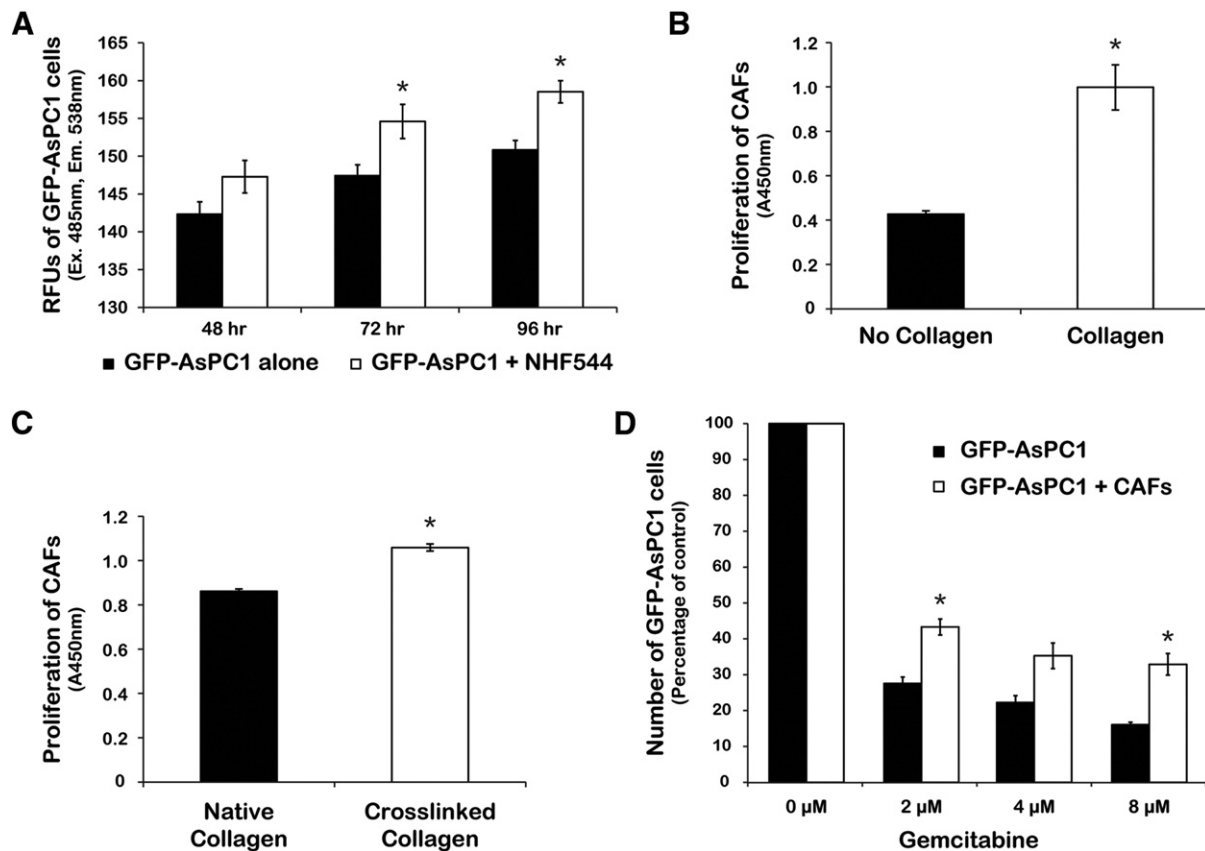 A
RFUs of GFP-AsPC1 cells
(Ex. 485nm, Em. 538nm)
165
160
155
150
145
140
135
130
*
*
48 hr
72 hr
96 hr
GFP-AsPC1 alone
GFP-AsPC1 + NHF544
B
Proliferation of CAFs
(A450nm)
1.2
1.0
0.8
0.6
0.4
0.2
0
*
No Collagen
Collagen
C
Proliferation of CAFs
(A450nm)
1.2
1.0
0.8
0.6
0.4
0.2
0
*
Native
Collagen
Crosslinked
Collagen
D
Number of GFP-AsPC1 cells
(Percentage of control)
100
90
80
70
60
50
40
30
20
10
0
GFP-AsPC1
GFP-AsPC1 + CAFs
*
*
0 µM
2 µM
4 µM
8 µM
Gemcitabine